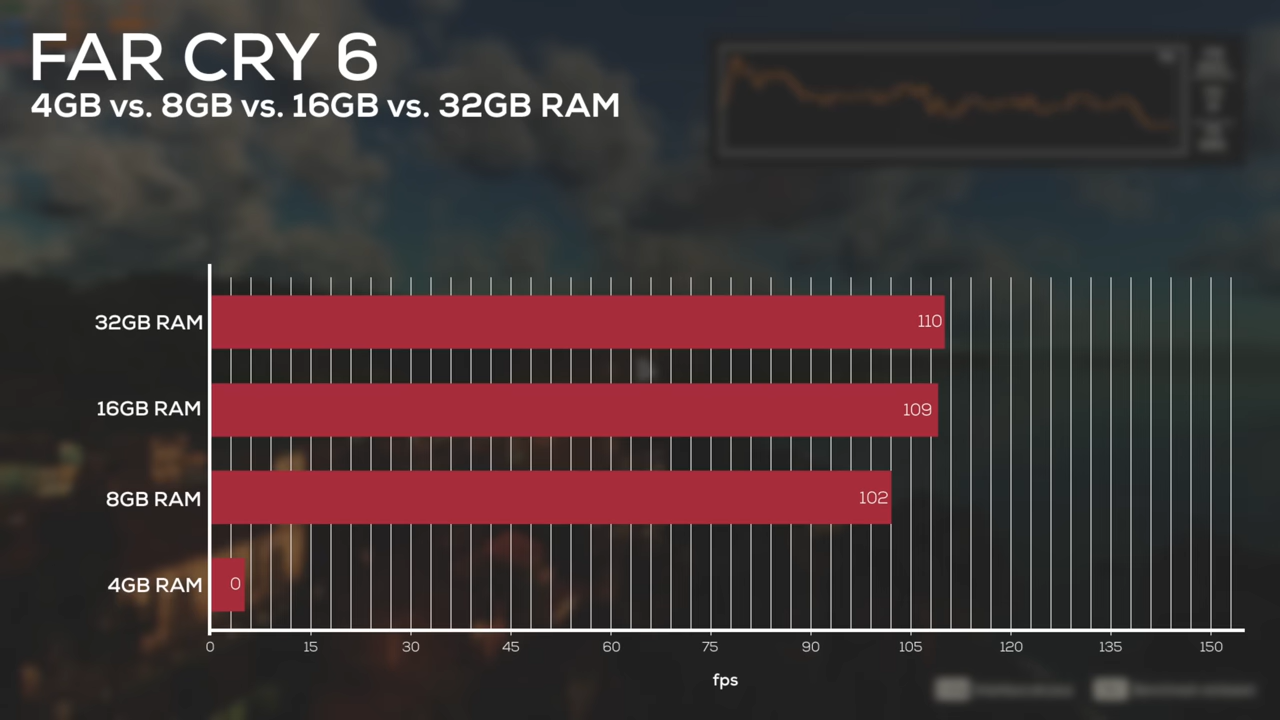 FAR CRY 6
4GB vs. 8GB vs. 16GB vs. 32GB RAM
32GB RAM 110
16GB RAM 109
8GB RAM 102
4GB RAM 0
0 15 30 45 60 75 90 105 120 135 150
fps